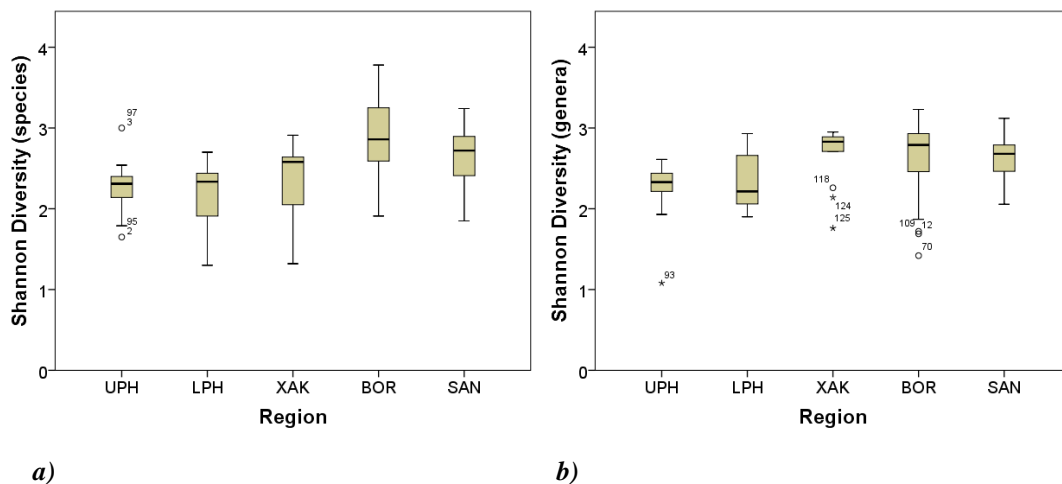 Shannon Diversity (species)
4
3
2
1
0
97
3
95
2
UPH LPH XAK BOR SAN
Region
a)
Shannon Diversity (genera)
4
3
2
1
0
93
118
124
125
109 12
70
UPH LPH XAK BOR SAN
Region
b)